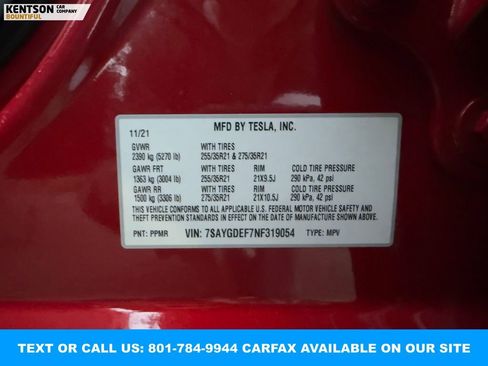 KENTSON CAR COMPANY
BOUNTIFUL
MFD BY TESLA, INC.
11/21
GVWR WITH TIRES
2390 kg (5270 lb) 255/35R21 & 275/35R21
GAWR FRT WITH TIRES RIM COLD TIRE PRESSURE
1363 kg (3004 lb) 255/35R21 21X9.5J 290 kPa, 42 psi
GAWR RR WITH TIRES RIM COLD TIRE PRESSURE
1500 kg (3306 lb) 275/35R21 21X10.5J 290 kPa, 42 psi
THIS VEHICLE CONFORMS TO ALL APPLICABLE U.S. FEDERAL MOTOR VEHICLE
SAFETY AND THEFT PREVENTION STANDARDS IN EFFECT ON THE DATE OF MANUFACTURE SHOWN ABOVE.
PNT: PPMR VIN: 7SAYGDEF7NF319054 TYPE: MPV
TEXT OR CALL US: 801-784-9944 CARFAX AVAILABLE ON OUR SITE